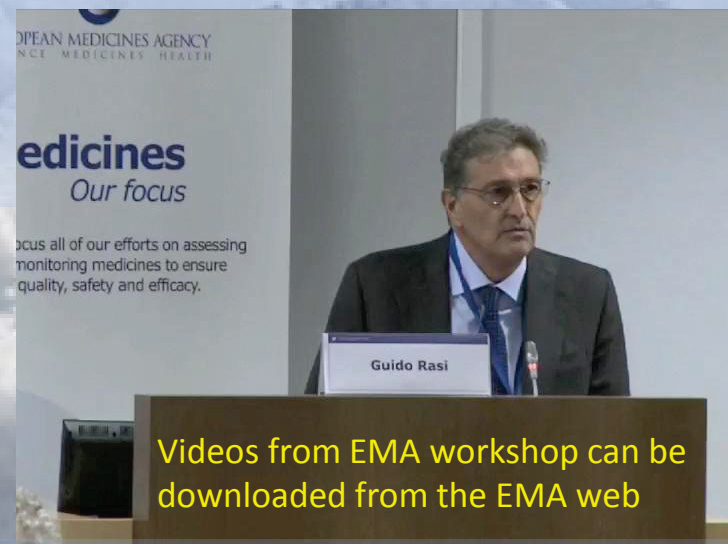 OPEAN MEDICINES AGENCY
NCE MEDICINES HEALTH
edicines
Our focus
ocus all of our efforts on assessing
monitoring medicines to ensure
quality, safety and efficacy.
Guido Rasi
Videos from EMA workshop can be
downloaded from the EMA web